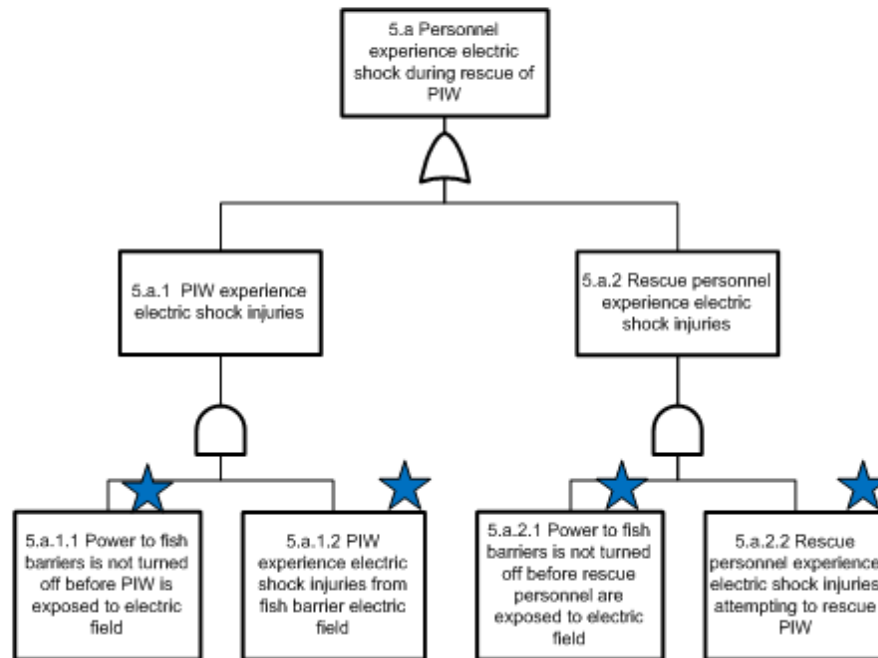 5.a Personnel
experience electric
shock during rescue of
PIW
5.a.1 PIW experience
electric shock injuries
5.a.2 Rescue personnel
experience electric
shock injuries
5.a.1.1 Power to fish
barriers is not turned
off before PIW is
exposed to electric
field
5.a.1.2 PIW
experience electric
shock injuries from
fish barrier electric
field
5.a.2.1 Power to fish
barriers is not turned
off before rescue
personnel are
exposed to electric
field
5.a.2.2 Rescue
personnel experience
electric shock injuries
attempting to rescue
PIW